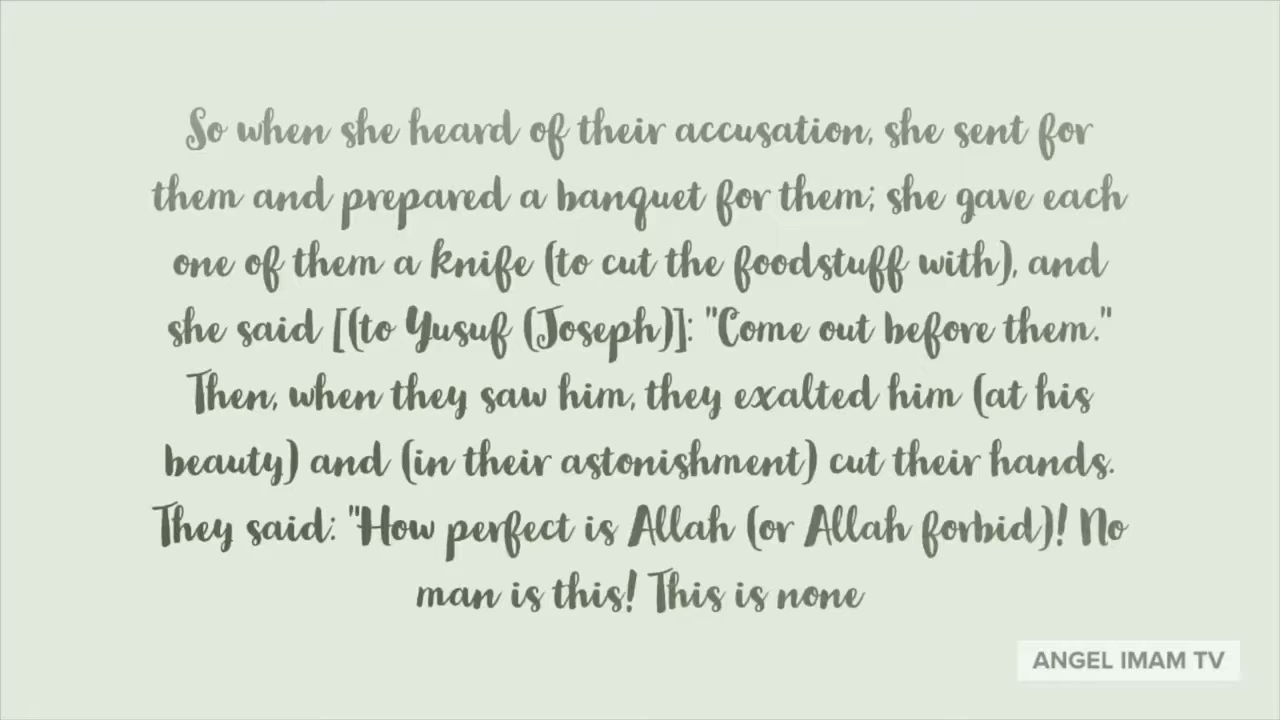 So when she heard of their accusation, she sent for
them and prepared a banquet for them; she gave each
one of them a knife (to cut the foodstuff with), and
she said [(to Yusuf (Joseph)]: "Come out before them."
Then, when they saw him, they exalted him (at his
beauty) and (in their astonishment) cut their hands.
They said: "How perfect is Allah (or Allah forbid)! No
man is this! This is none
ANGEL IMAM TV